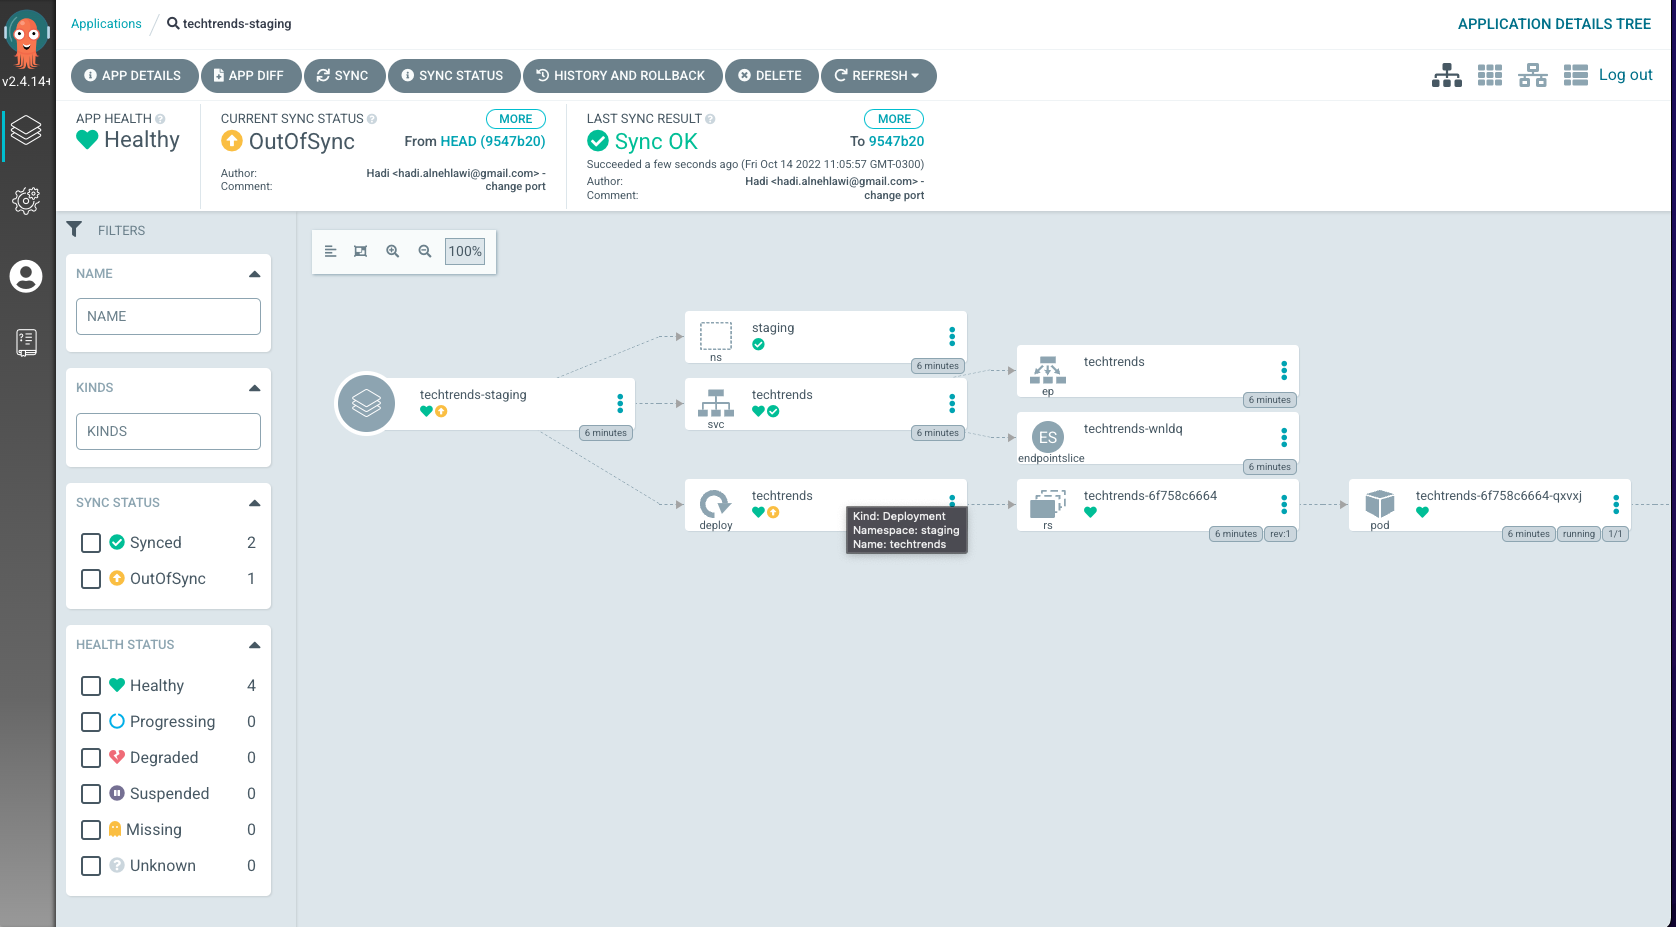 Applications / techtrends-staging
APPLICATION DETAILS TREE
v2.4.14+
APP DETAILS
APP DIFF
SYNC
SYNC STATUS
HISTORY AND ROLLBACK
DELETE
REFRESH
Log out
APP HEALTH
Healthy
CURRENT SYNC STATUS
MORE
OutOfSync
From HEAD (9547b20)
Author: Hadi <hadi.alnehlawi@gmail.com> -
Comment: change port
LAST SYNC RESULT
MORE
Sync OK
To 9547b20
Succeeded a few seconds ago (Fri Oct 14 2022 11:05:57 GMT-0300)
Author: Hadi <hadi.alnehlawi@gmail.com> -
Comment: change port
FILTERS
NAME
NAME
KINDS
KINDS
SYNC STATUS
Synced 2
OutOfSync 1
HEALTH STATUS
Healthy 4
Progressing 0
Degraded 0
Suspended 0
Missing 0
Unknown 0
100%
techtrends-staging
6 minutes
staging
ns
6 minutes
techtrends
svc
6 minutes
techtrends
deploy
Kind: Deployment
Namespace: staging
Name: techtrends
techtrends
ep
6 minutes
ES
techtrends-wnldq
endpointslice
6 minutes
techtrends-6f758c6664
rs
6 minutes
rev:1
techtrends-6f758c6664-qxvxj
pod
6 minutes
running
1/1